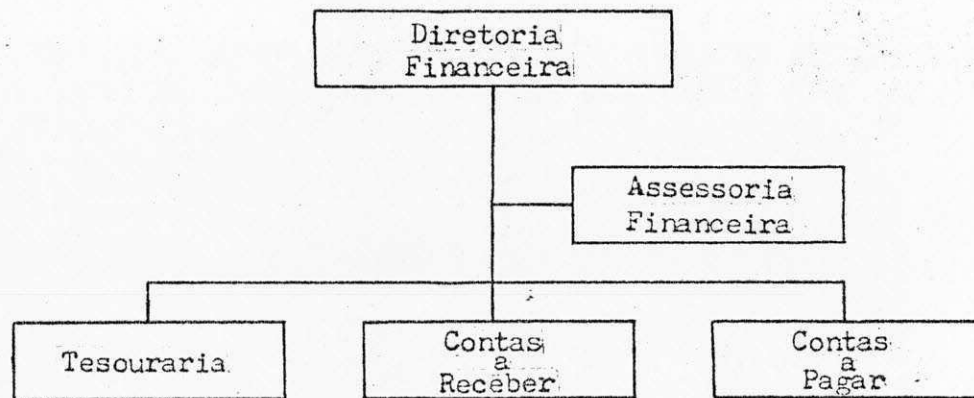 Diretoria
Financeira
Assessoria
Financeira
Tesouraria
Contas
a
Receber
Contas
a
Pagar